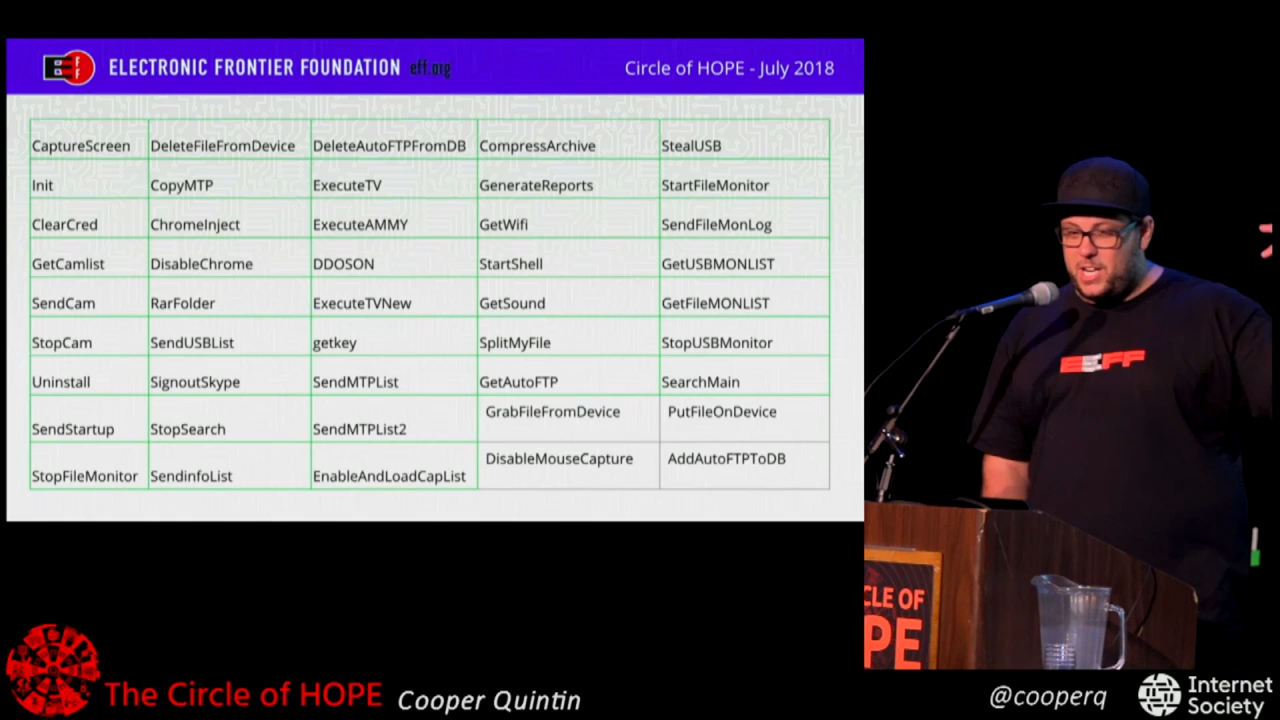 ELECTRONIC FRONTIER FOUNDATION eff.org
Circle of HOPE - July 2018
CaptureScreen DeleteFileFromDevice DeleteAutoFTPFromDB CompressArchive StealUSB
Init CopyMTP ExecuteTV GenerateReports StartFileMonitor
ClearCred ChromeInject ExecuteAMMY GetWifi SendFileMonLog
GetCamlist DisableChrome DDOSON StartShell GetUSBMONLIST
SendCam RarFolder ExecuteTVNew GetSound GetFileMONLIST
StopCam SendUSBList getkey SplitMyFile StopUSBMonitor
Uninstall SignoutSkype SendMTPList GetAutoFTP SearchMain
SendStartup StopSearch SendMTPList2 GrabFileFromDevice PutFileOnDevice
StopFileMonitor SendinfoList EnableAndLoadCapList DisableMouseCapture AddAutoFTPToDB
EFF
CLE OF
PE
The Circle of HOPE Cooper Quintin
@cooperq
Internet
Society